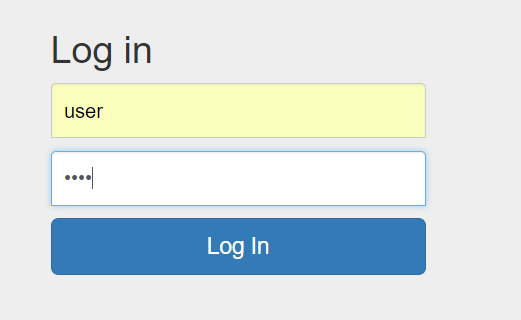 Log in
user
••••
Log In